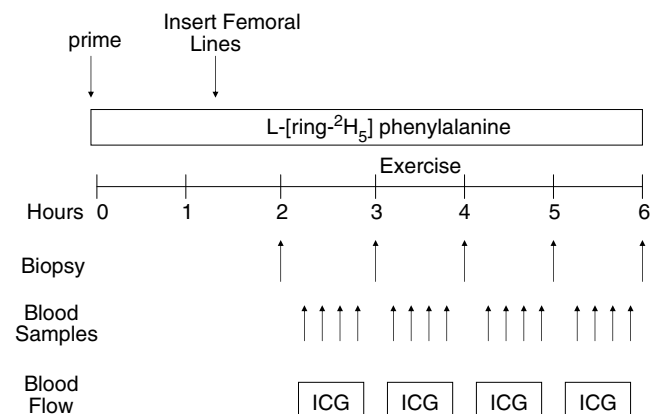 prime
Insert Femoral
Lines
L-[ring-²H₅] phenylalanine
Exercise
Hours 0 1 2 3 4 5 6
Biopsy
Blood
Samples
Blood
Flow
ICG ICG ICG ICG